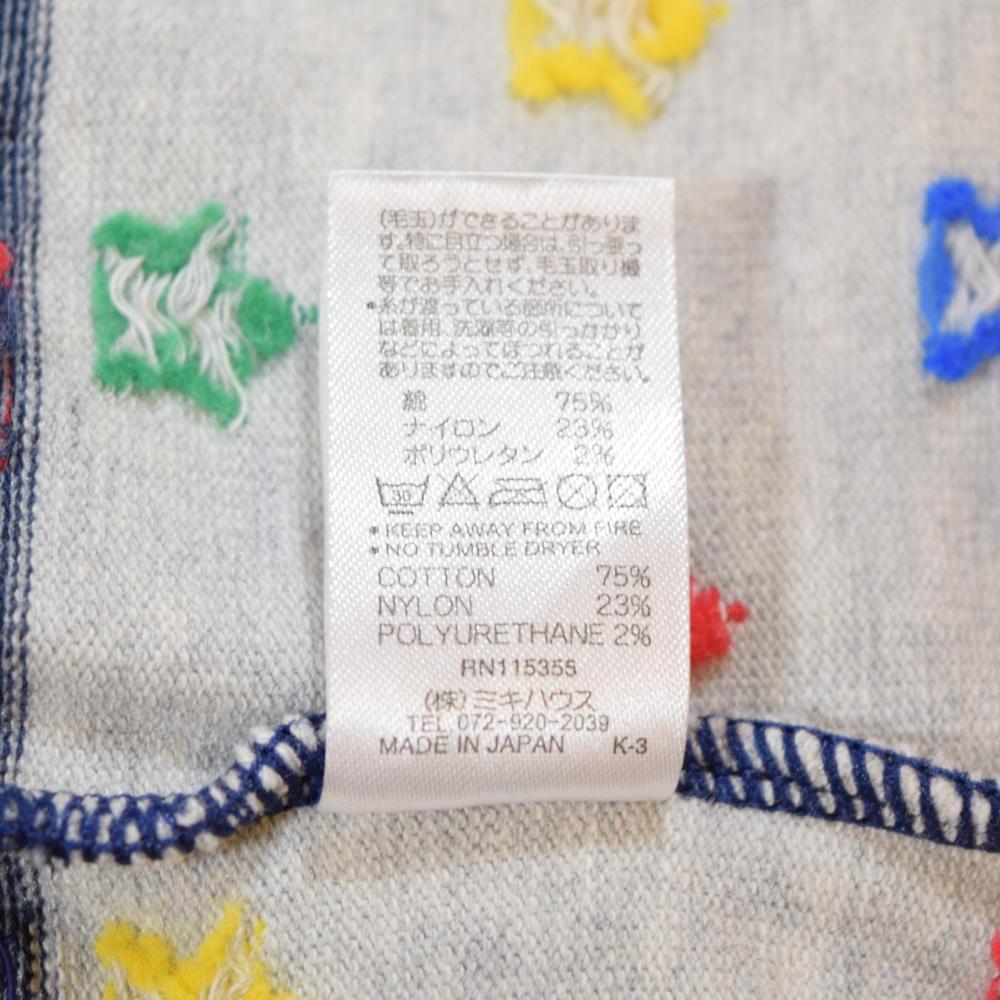 (毛玉)ができることがありま
す。特に目立つ場合は、引っ張っ
て取ろうとせず、毛玉取り機
等でお手入れください。
*糸が渡っている箇所について
は着用、洗濯等の引っかかり
などによってほつれることが
ありますのでご注意ください。
綿 75%
ナイロン 23%
ポリウレタン 2%
30
*KEEP AWAY FROM FIRE
*NO TUMBLE DRYER
COTTON 75%
NYLON 23%
POLYURETHANE 2%
RN115355
(株)ミキハウス
TEL 072-920-2039
MADE IN JAPAN K-3